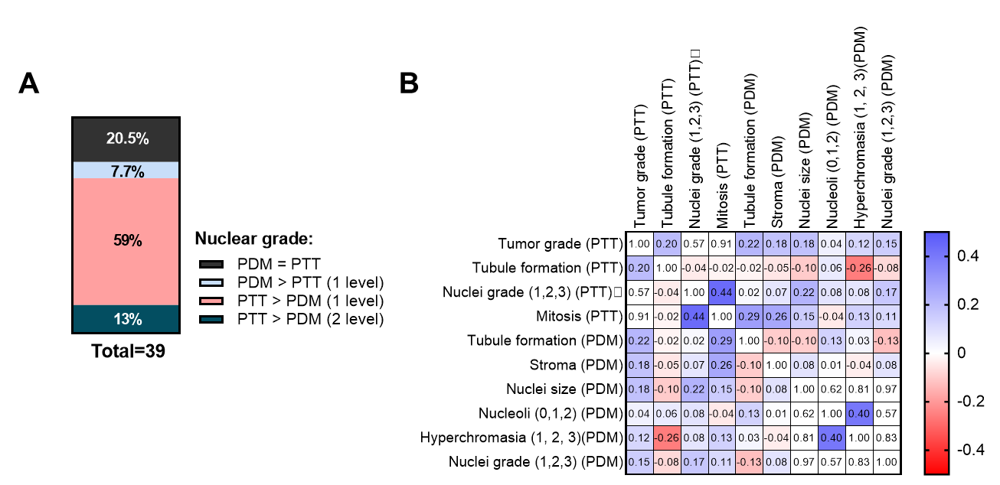 A
20.5%
7.7%
59%
13%
Total=39
Nuclear grade:
PDM = PTT
PDM > PTT (1 level)
PTT > PDM (1 level)
PTT > PDM (2 level)
B
Tumor grade (PTT)
Tubule formation (PTT)
Nuclei grade (1,2,3) (PTT)□
Mitosis (PTT)
Tubule formation (PDM)
Stroma (PDM)
Nuclei size (PDM)
Nucleoli (0,1,2) (PDM)
Hyperchromasia (1, 2, 3)(PDM)
Nuclei grade (1,2,3) (PDM)
Tumor grade (PTT) 1.00 0.20 0.57 0.91 0.22 0.18 0.18 0.04 0.12 0.15
Tubule formation (PTT) 0.20 1.00 -0.04 -0.02 -0.02 -0.05 -0.10 0.06 -0.26 -0.08
Nuclei grade (1,2,3) (PTT)□ 0.57 -0.04 1.00 0.44 0.02 0.07 0.22 0.08 0.08 0.17
Mitosis (PTT) 0.91 -0.02 0.44 1.00 0.29 0.26 0.15 -0.04 0.13 0.11
Tubule formation (PDM) 0.22 -0.02 0.02 0.29 1.00 -0.10 -0.10 0.13 0.03 -0.13
Stroma (PDM) 0.18 -0.05 0.07 0.26 -0.10 1.00 0.08 0.01 -0.04 0.08
Nuclei size (PDM) 0.18 -0.10 0.22 0.15 -0.10 0.08 1.00 0.62 0.81 0.97
Nucleoli (0,1,2) (PDM) 0.04 0.06 0.08 -0.04 0.13 0.01 0.62 1.00 0.40 0.57
Hyperchromasia (1, 2, 3)(PDM) 0.12 -0.26 0.08 0.13 0.03 -0.04 0.81 0.40 1.00 0.83
Nuclei grade (1,2,3) (PDM) 0.15 -0.08 0.17 0.11 -0.13 0.08 0.97 0.57 0.83 1.00
0.4
0.2
0
-0.2
-0.4